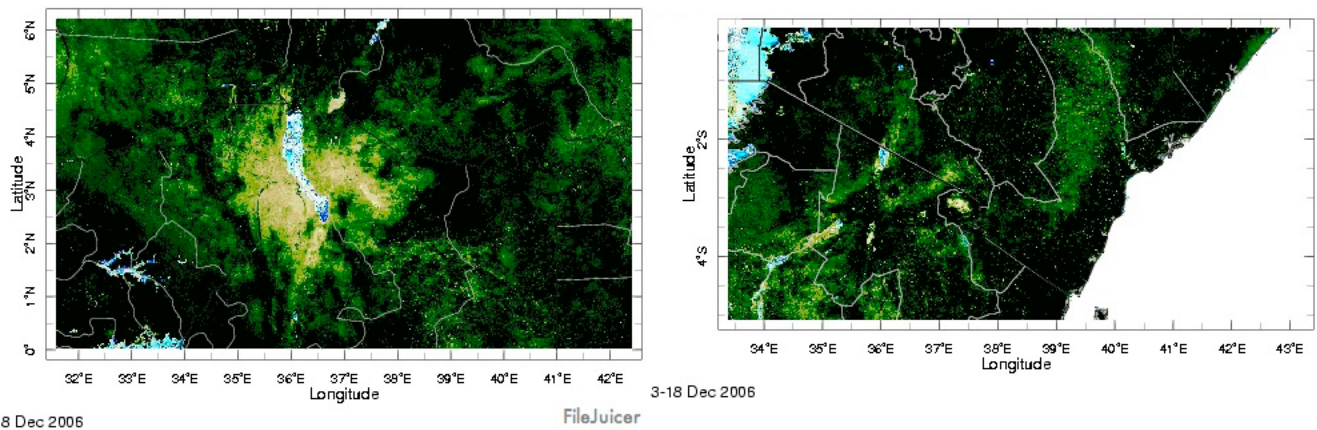 6°N
5°N
4°N
3°N
2°N
1°N
0°
Latitude
32°E 33°E 34°E 35°E 36°E 37°E 38°E 39°E 40°E 41°E 42°E
Longitude
8 Dec 2006
FileJuicer
2°S
4°S
Latitude
34°E 35°E 36°E 37°E 38°E 39°E 40°E 41°E 42°E 43°E
Longitude
3-18 Dec 2006